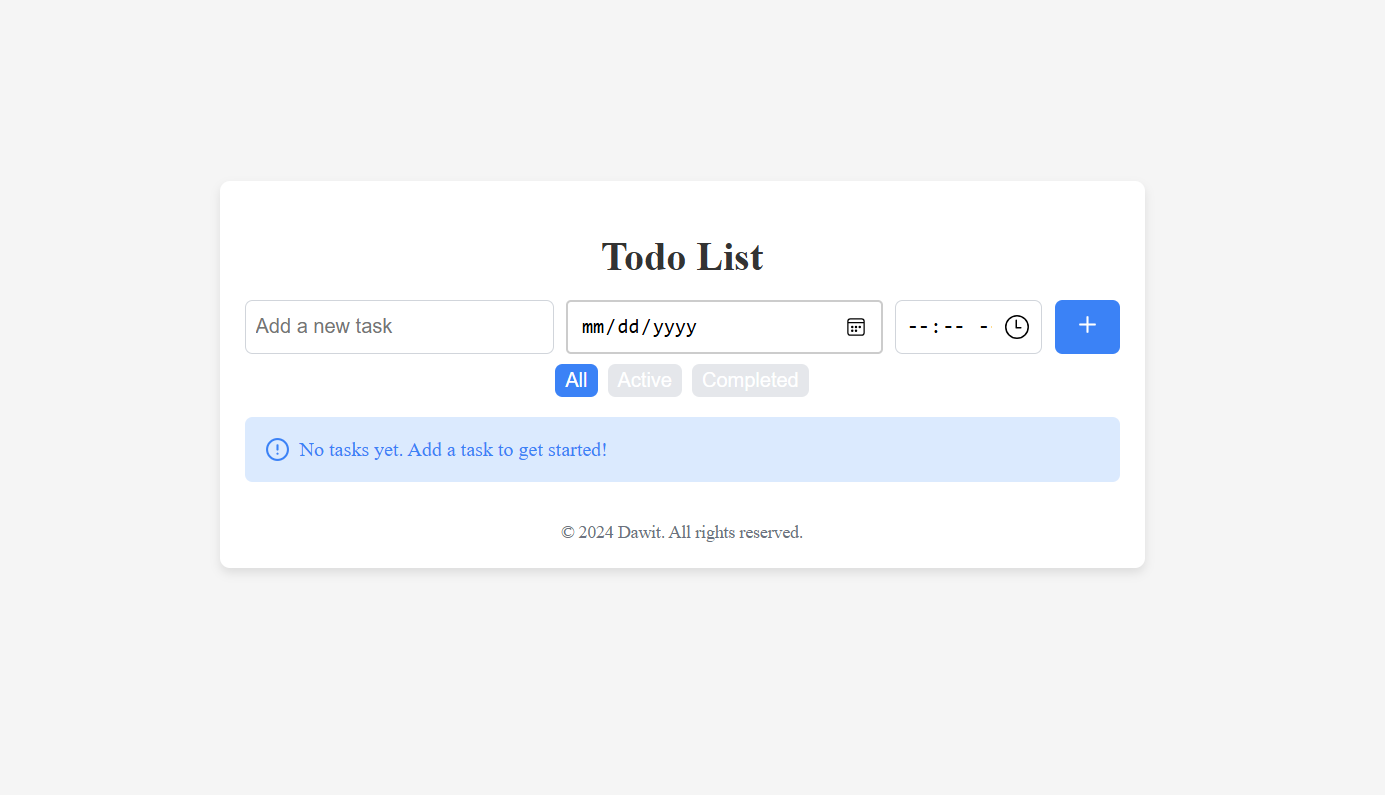 Todo List
Add a new task mm/dd/yyyy --:-- - +
All Active Completed
No tasks yet. Add a task to get started!
© 2024 Dawit. All rights reserved.